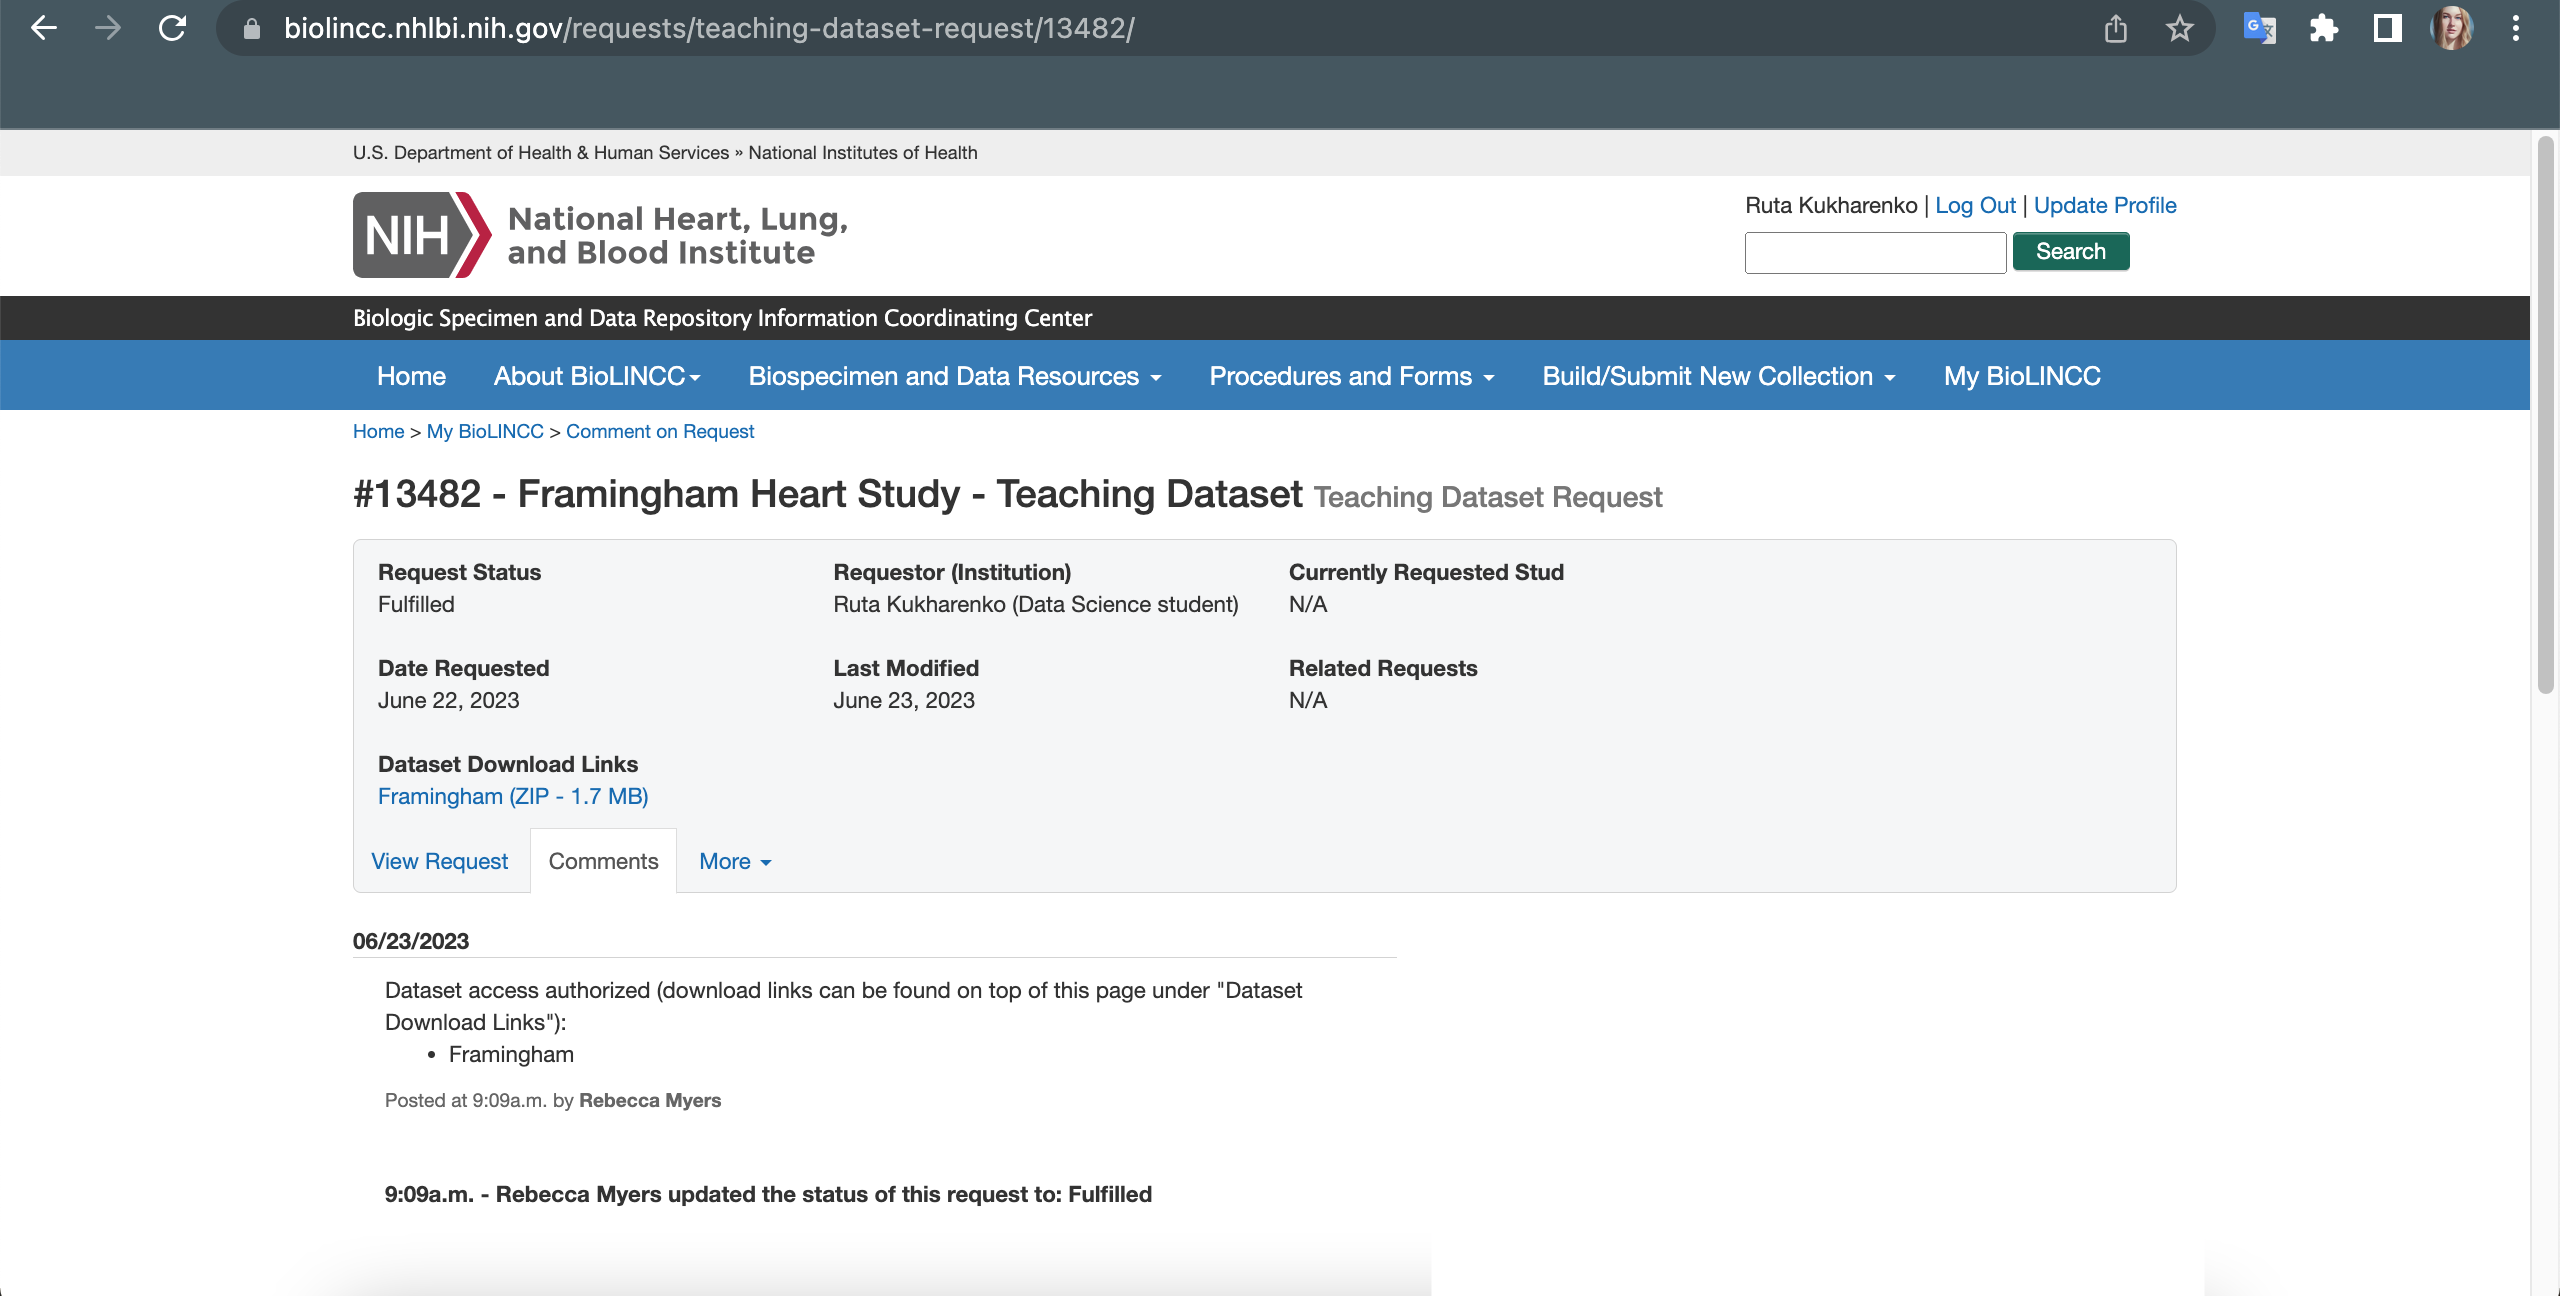 biolincc.nhlbi.nih.gov/requests/teaching-dataset-request/13482/
U.S. Department of Health & Human Services » National Institutes of Health
NIH National Heart, Lung,
and Blood Institute
Ruta Kukharenko | Log Out | Update Profile
Search
Biologic Specimen and Data Repository Information Coordinating Center
Home About BioLINCC Biospecimen and Data Resources Procedures and Forms Build/Submit New Collection My BioLINCC
Home > My BioLINCC > Comment on Request
#13482 - Framingham Heart Study - Teaching Dataset Teaching Dataset Request
Request Status Requestor (Institution) Currently Requested Stud
Fulfilled Ruta Kukharenko (Data Science student) N/A
Date Requested Last Modified Related Requests
June 22, 2023 June 23, 2023 N/A
Dataset Download Links
Framingham (ZIP - 1.7 MB)
View Request Comments More
06/23/2023
Dataset access authorized (download links can be found on top of this page under "Dataset
Download Links"):
• Framingham
Posted at 9:09a.m. by Rebecca Myers
9:09a.m. - Rebecca Myers updated the status of this request to: Fulfilled